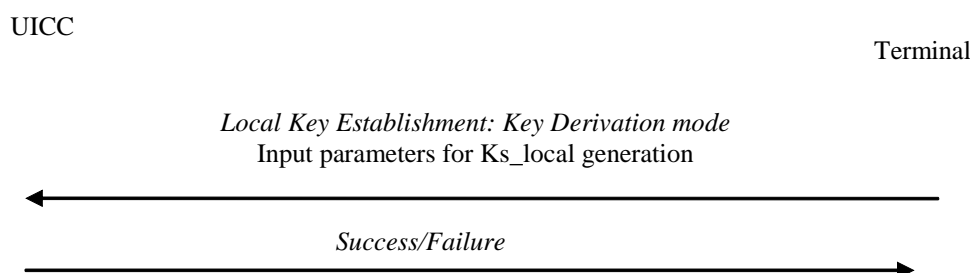 UICC
Terminal
Local Key Establishment: Key Derivation mode
Input parameters for Ks_local generation
Success/Failure